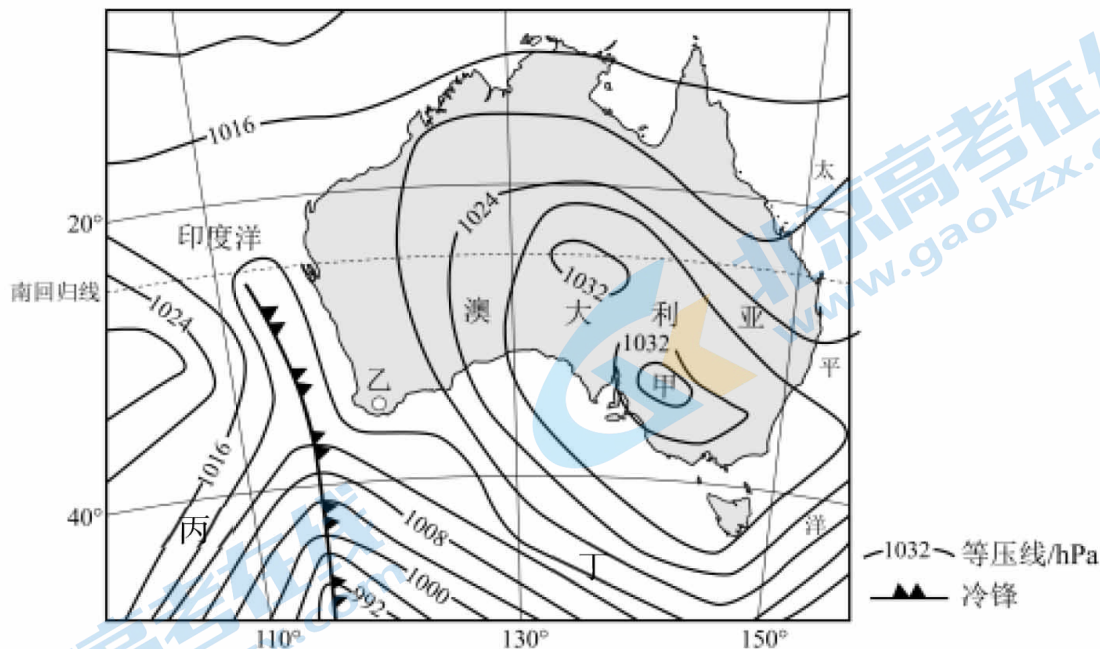 1016
太
20°
1024
印度洋
南回归线
1032
1024
澳 大 利 亚
1032
平
乙
甲
1016
40°
丙
1008
洋
丁
1032 等压线/hPa
1000
992
冷锋
110° 130° 150°
北京高考在线
www.gaokzx.com